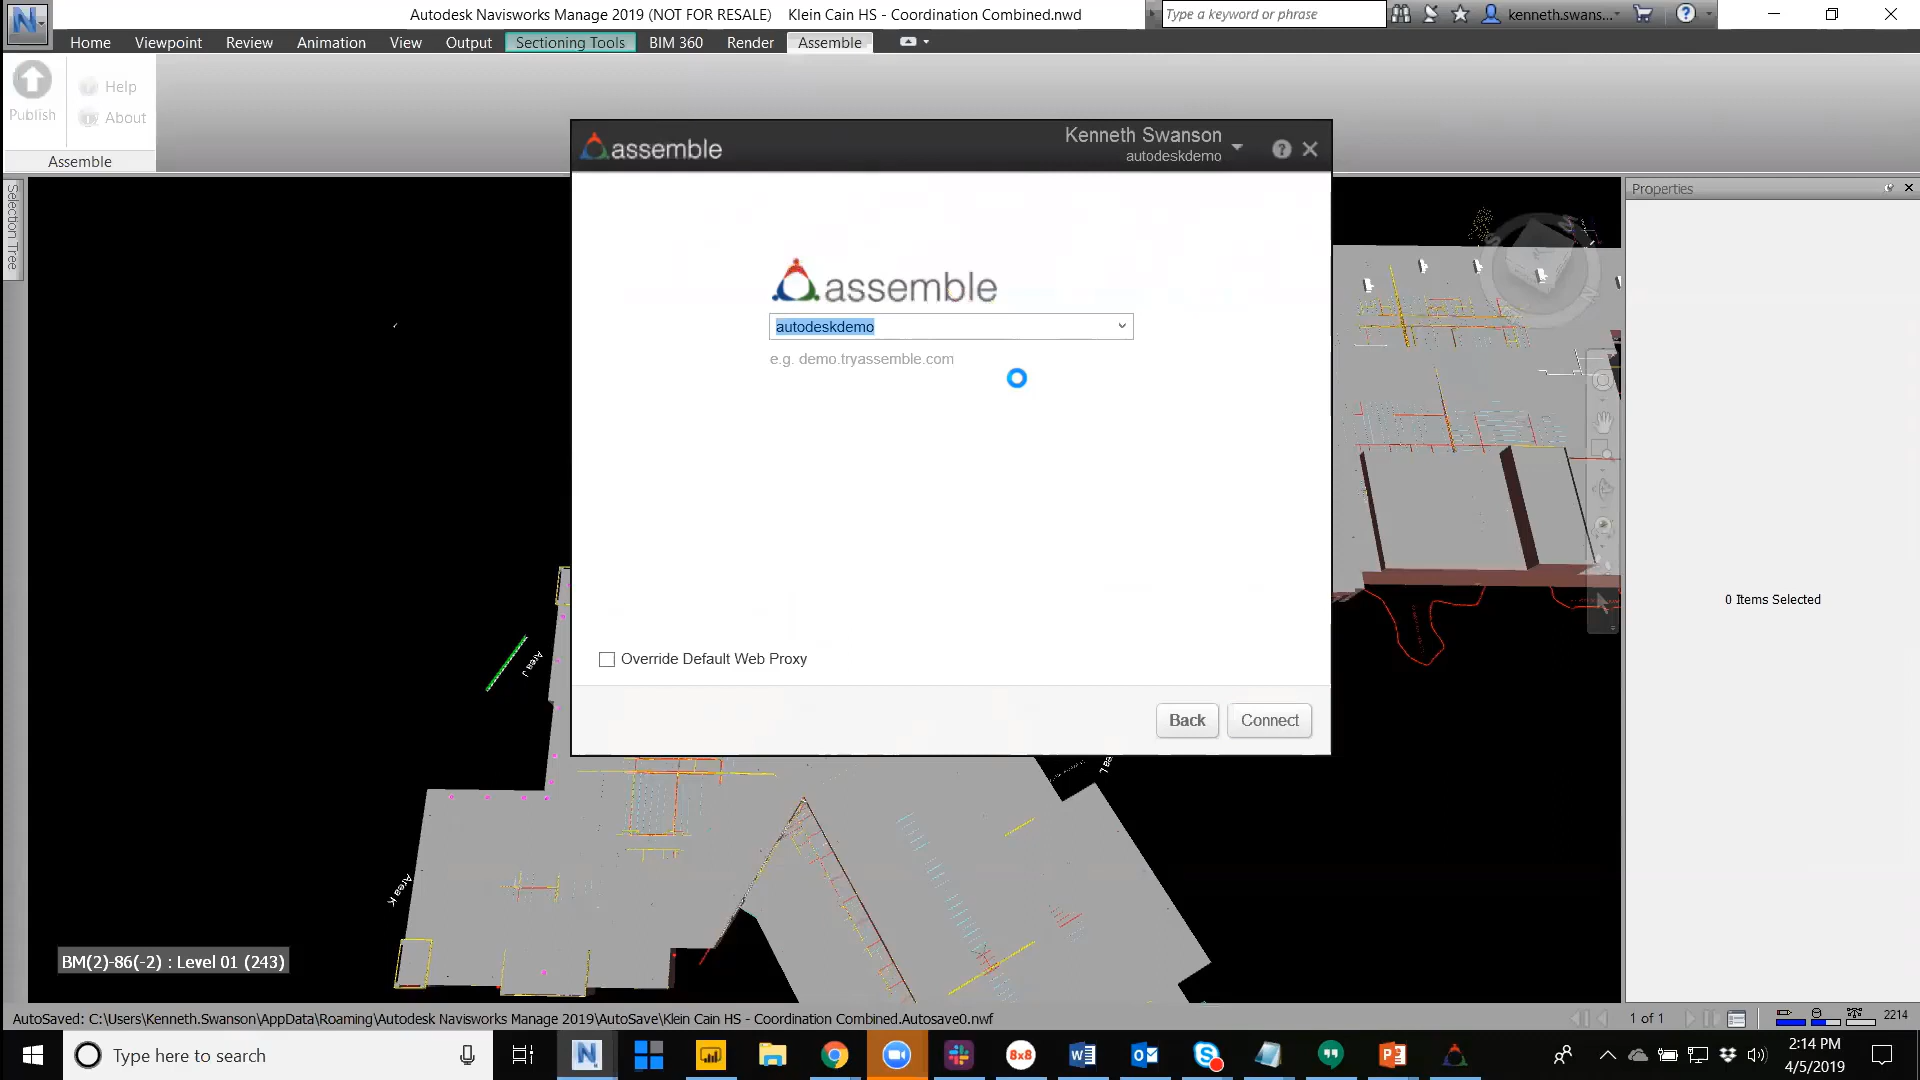 Autodesk Navisworks Manage 2019 (NOT FOR RESALE) Klein Cain HS - Coordination Combined.nwd
Type a keyword or phrase
kenneth.swans...
Home Viewpoint Review Animation View Output Sectioning Tools BIM 360 Render Assemble
Publish
Help
About
Assemble
Selection Tree
assemble
Kenneth Swanson
autodeskdemo
Properties
assemble
autodeskdemo
e.g. demo.tryassemble.com
0 Items Selected
Override Default Web Proxy
Back Connect
Area J
Area L
Area K
BM(2)-86(-2) : Level 01 (243)
AutoSaved: C:\Users\Kenneth.Swanson\AppData\Roaming\Autodesk Navisworks Manage 2019\AutoSave\Klein Cain HS - Coordination Combined.Autosave0.nwf
1 of 1
2214
Type here to search
8x8
2:14 PM
4/5/2019